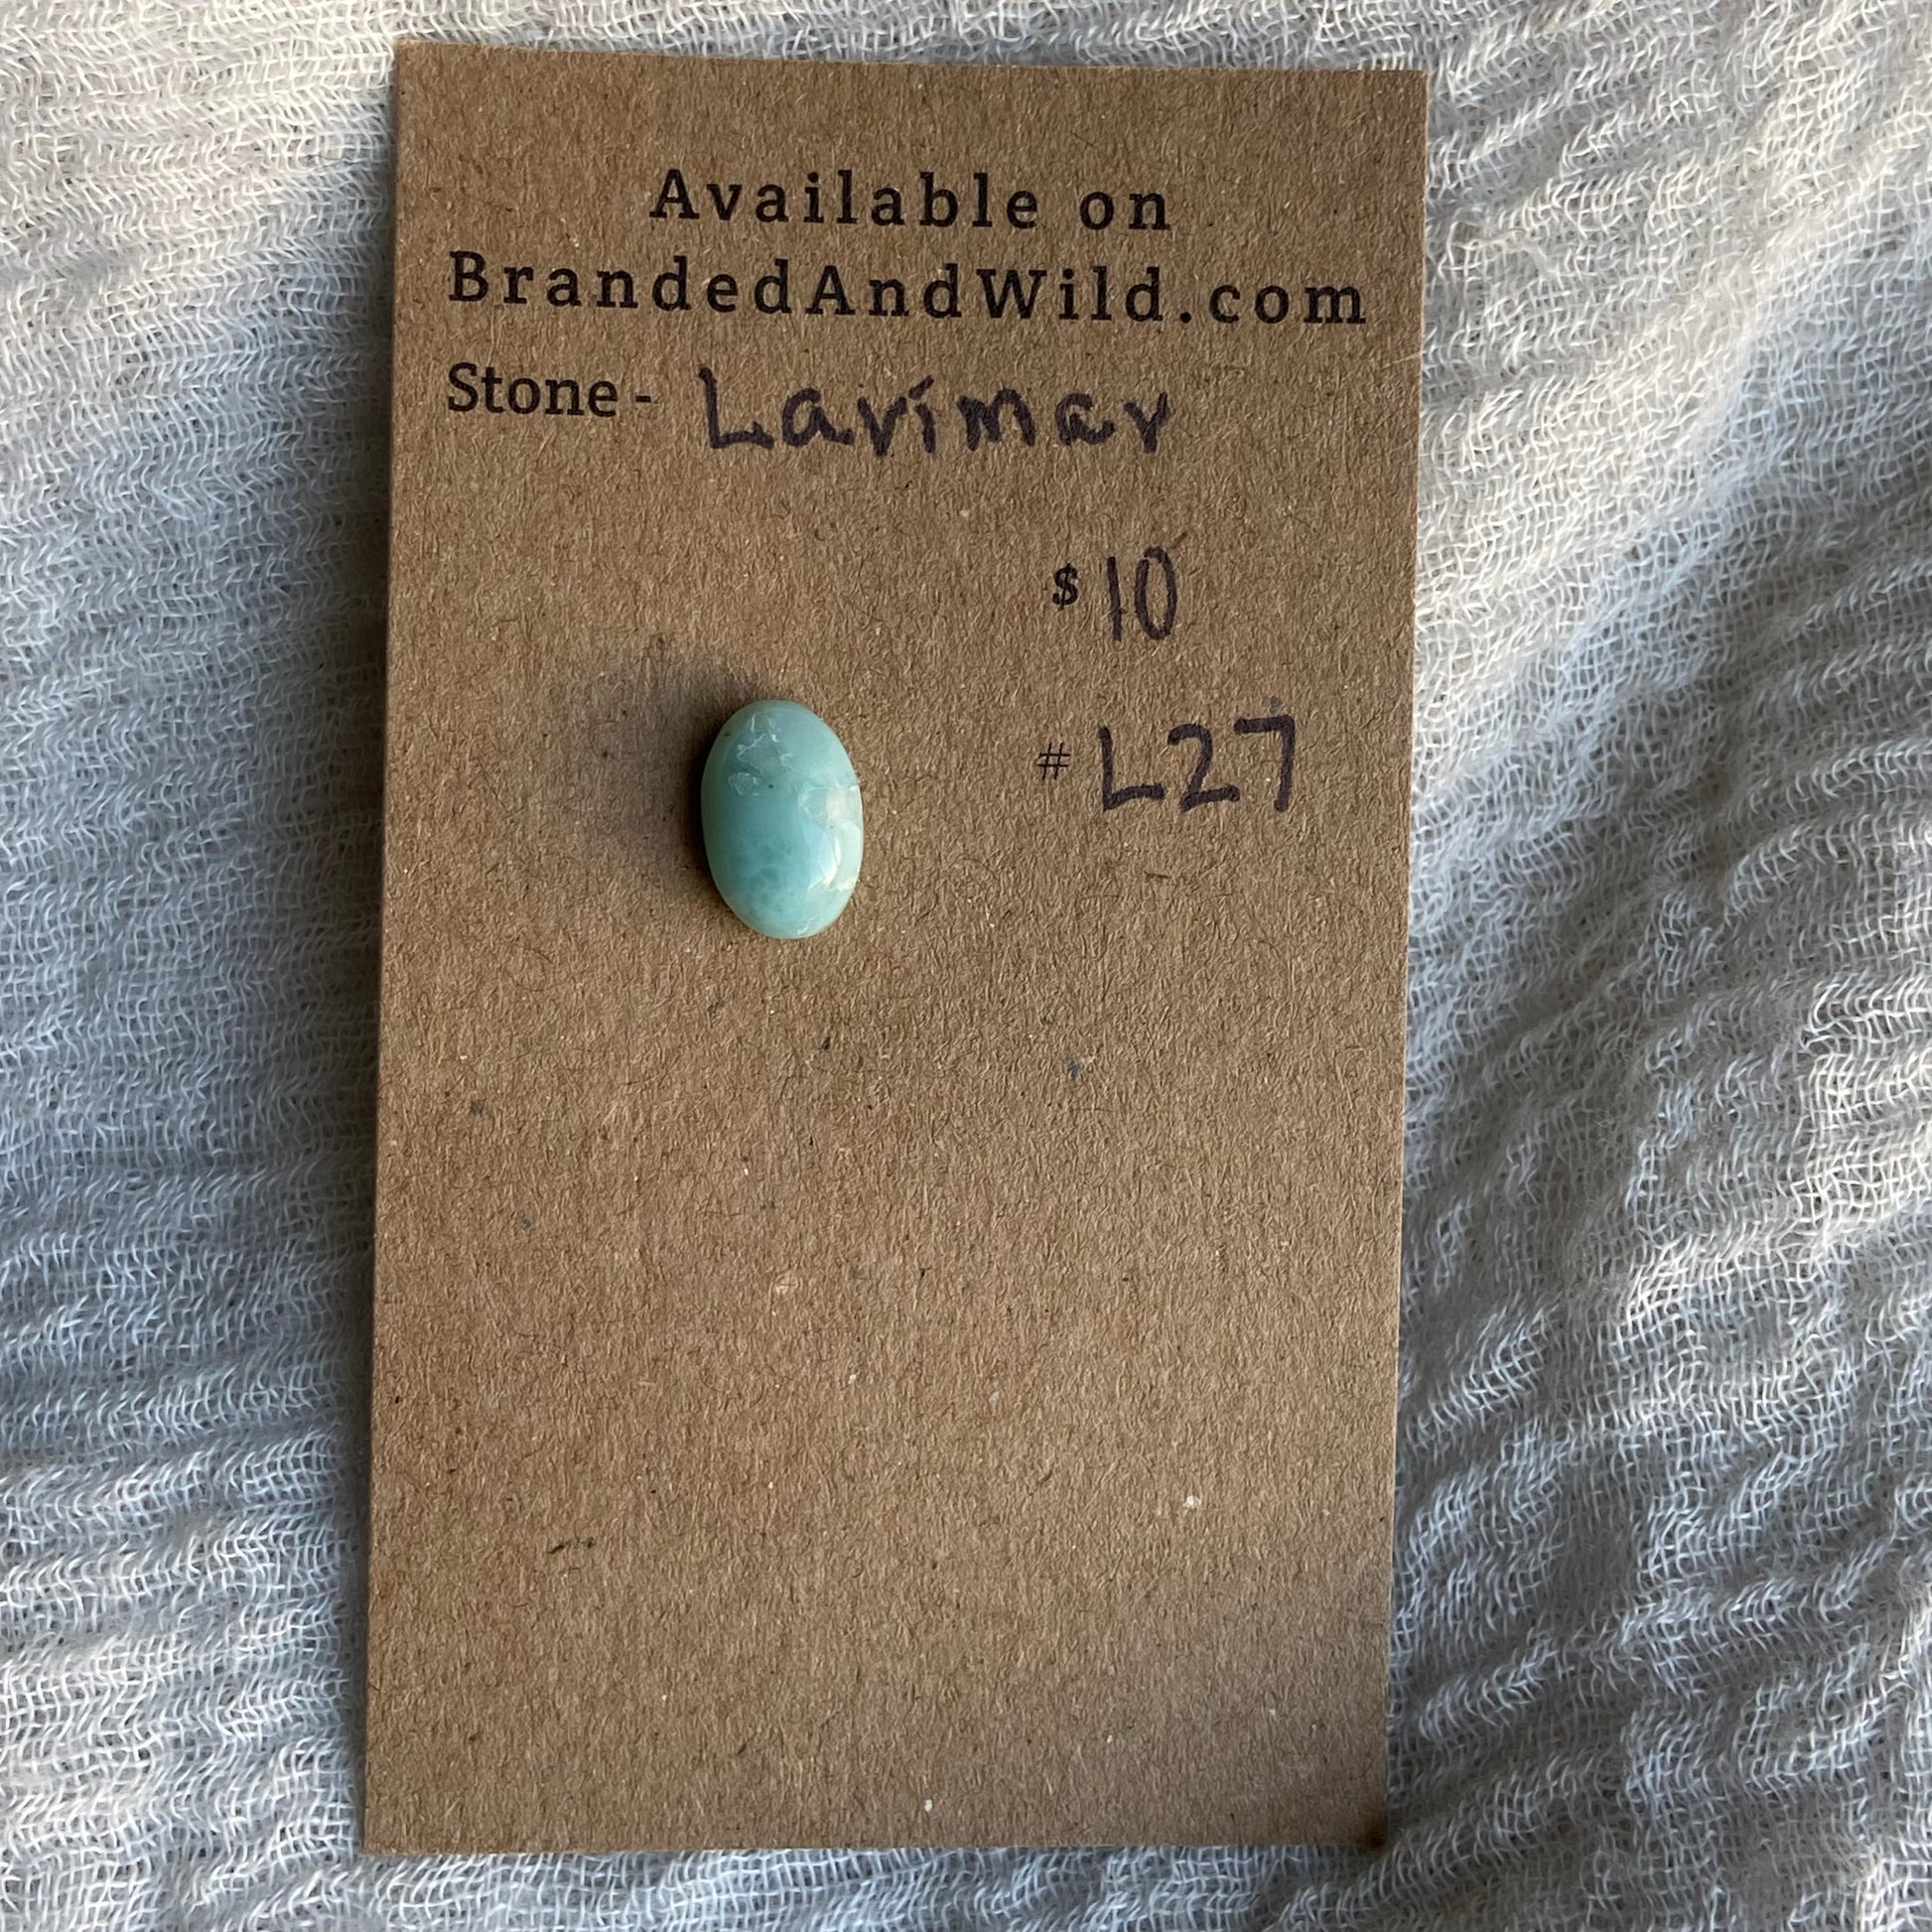 Available on
BrandedAndWild.com
Stone - Larimar
$10
# L27